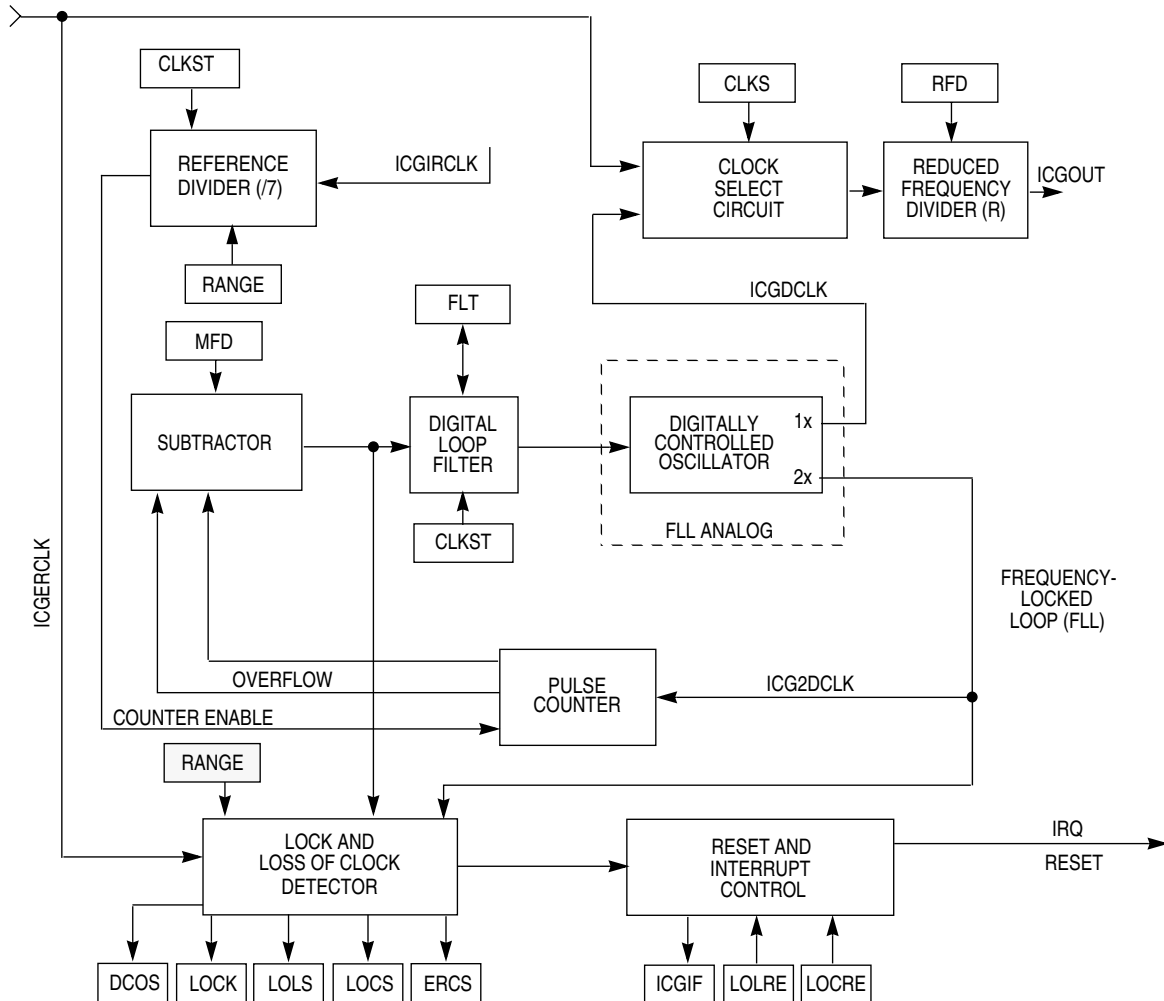 CLKST
CLKS
RFD
REFERENCE
DIVIDER (/7)
ICGIRCLK
CLOCK
SELECT
CIRCUIT
REDUCED
FREQUENCY
DIVIDER (R)
ICGOUT
RANGE
FLT
ICGDCLK
MFD
SUBTRACTOR
DIGITAL
LOOP
FILTER
DIGITALLY
CONTROLLED
OSCILLATOR
1x
2x
FLL ANALOG
CLKST
ICGERCLK
FREQUENCY-
LOCKED
LOOP (FLL)
OVERFLOW
PULSE
COUNTER
ICG2DCLK
COUNTER ENABLE
RANGE
LOCK AND
LOSS OF CLOCK
DETECTOR
RESET AND
INTERRUPT
CONTROL
IRQ
RESET
DCOS
LOCK
LOLS
LOCS
ERCS
ICGIF
LOLRE
LOCRE